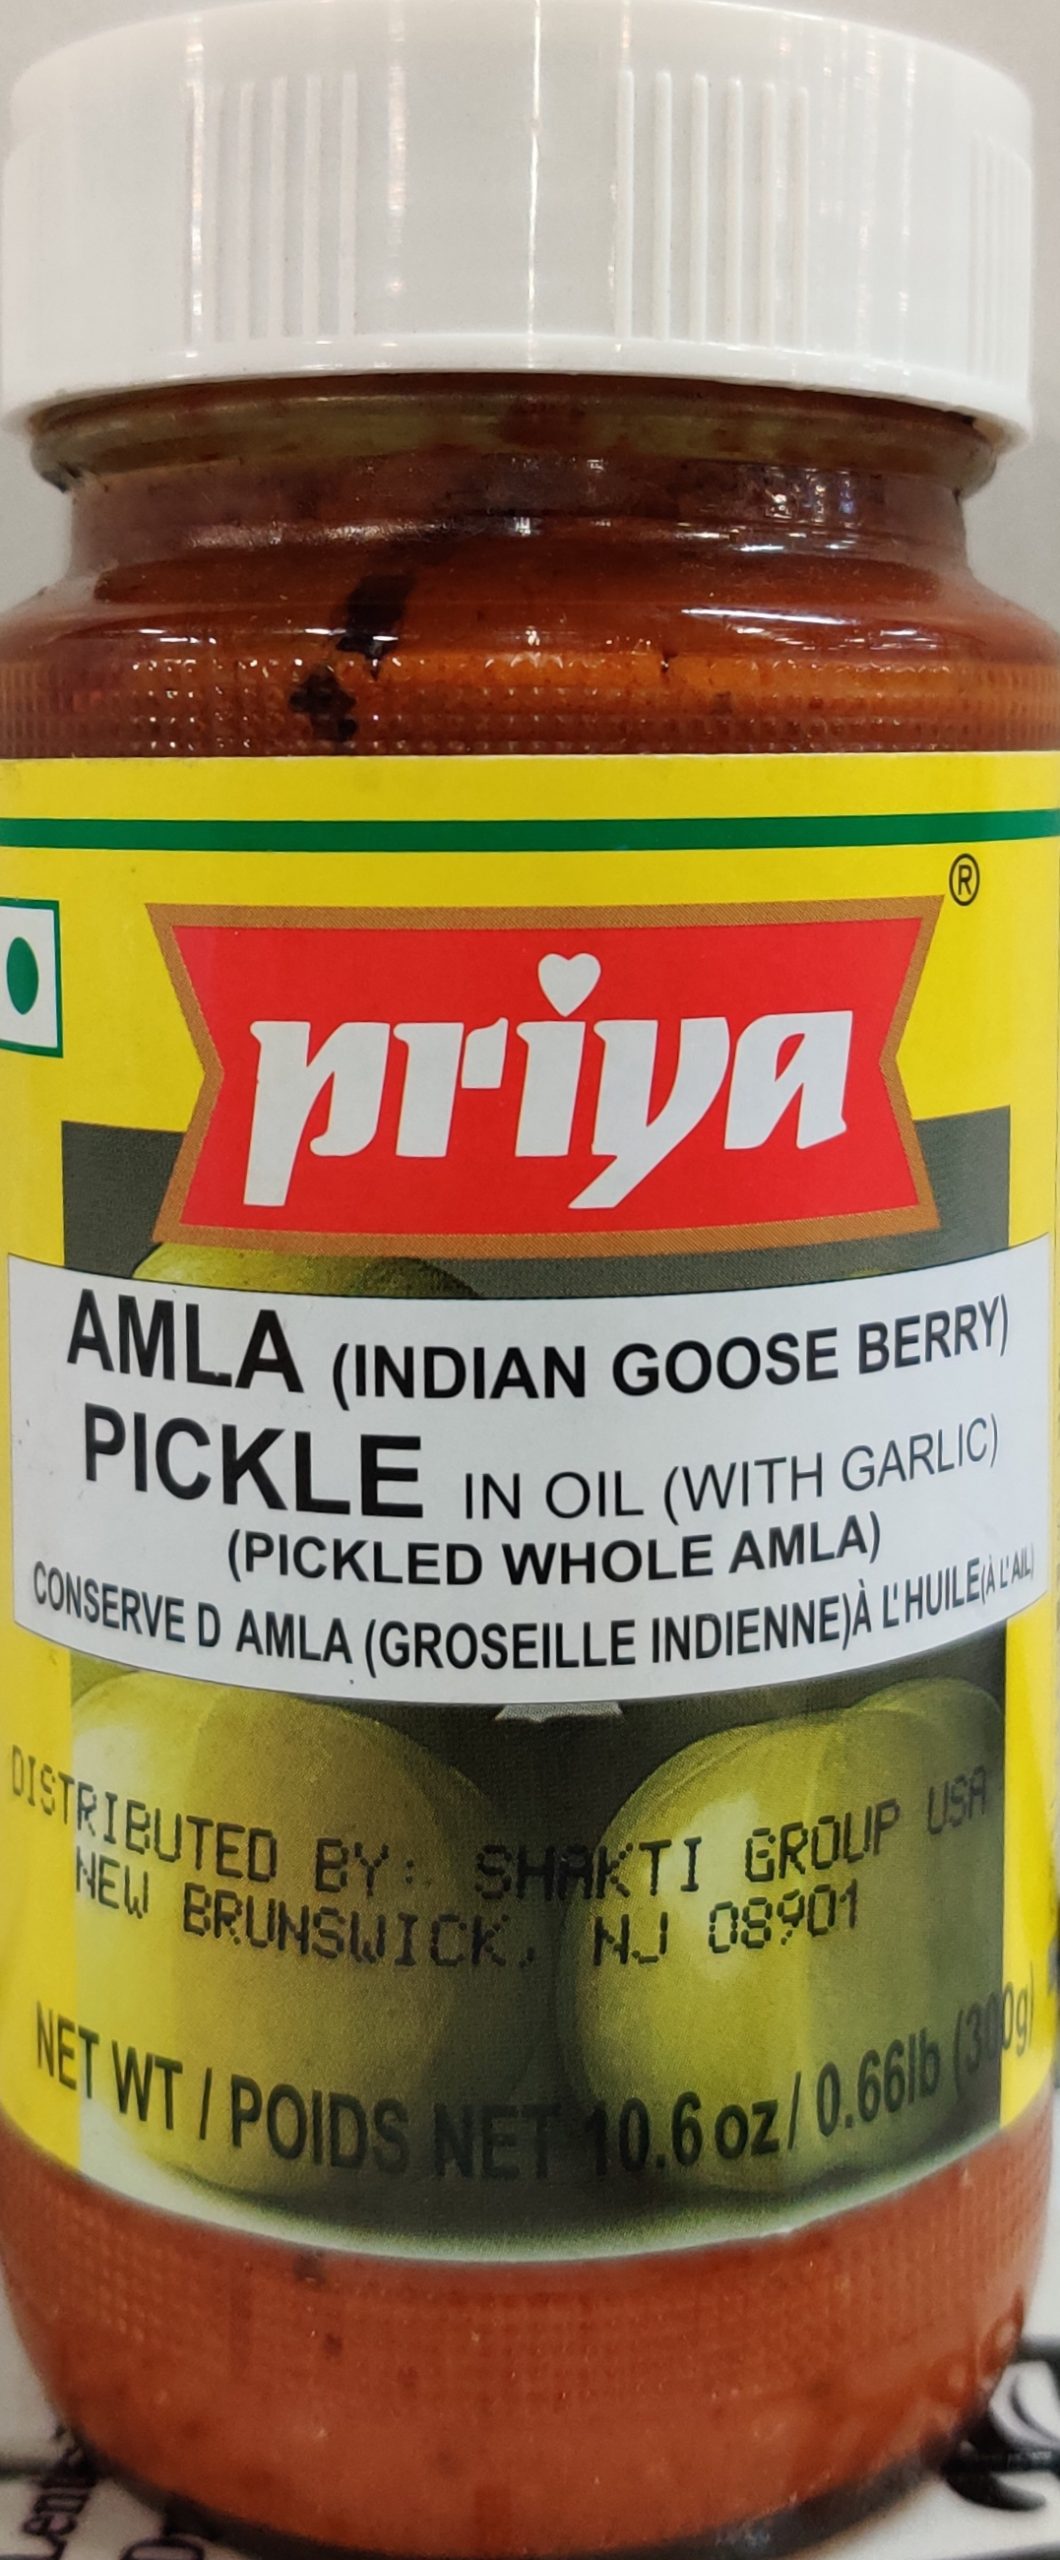 priya ®
AMLA (INDIAN GOOSE BERRY)
PICKLE IN OIL (WITH GARLIC)
(PICKLED WHOLE AMLA)
CONSERVE D AMLA (GROSEILLE INDIENNE)À L'HUILE(À L'AIL)
DISTRIBUTED BY: SHAKTI GROUP USA
NEW BRUNSWICK, NJ 08901
NET WT / POIDS NET 10.6 oz / 0.66lb (300g)